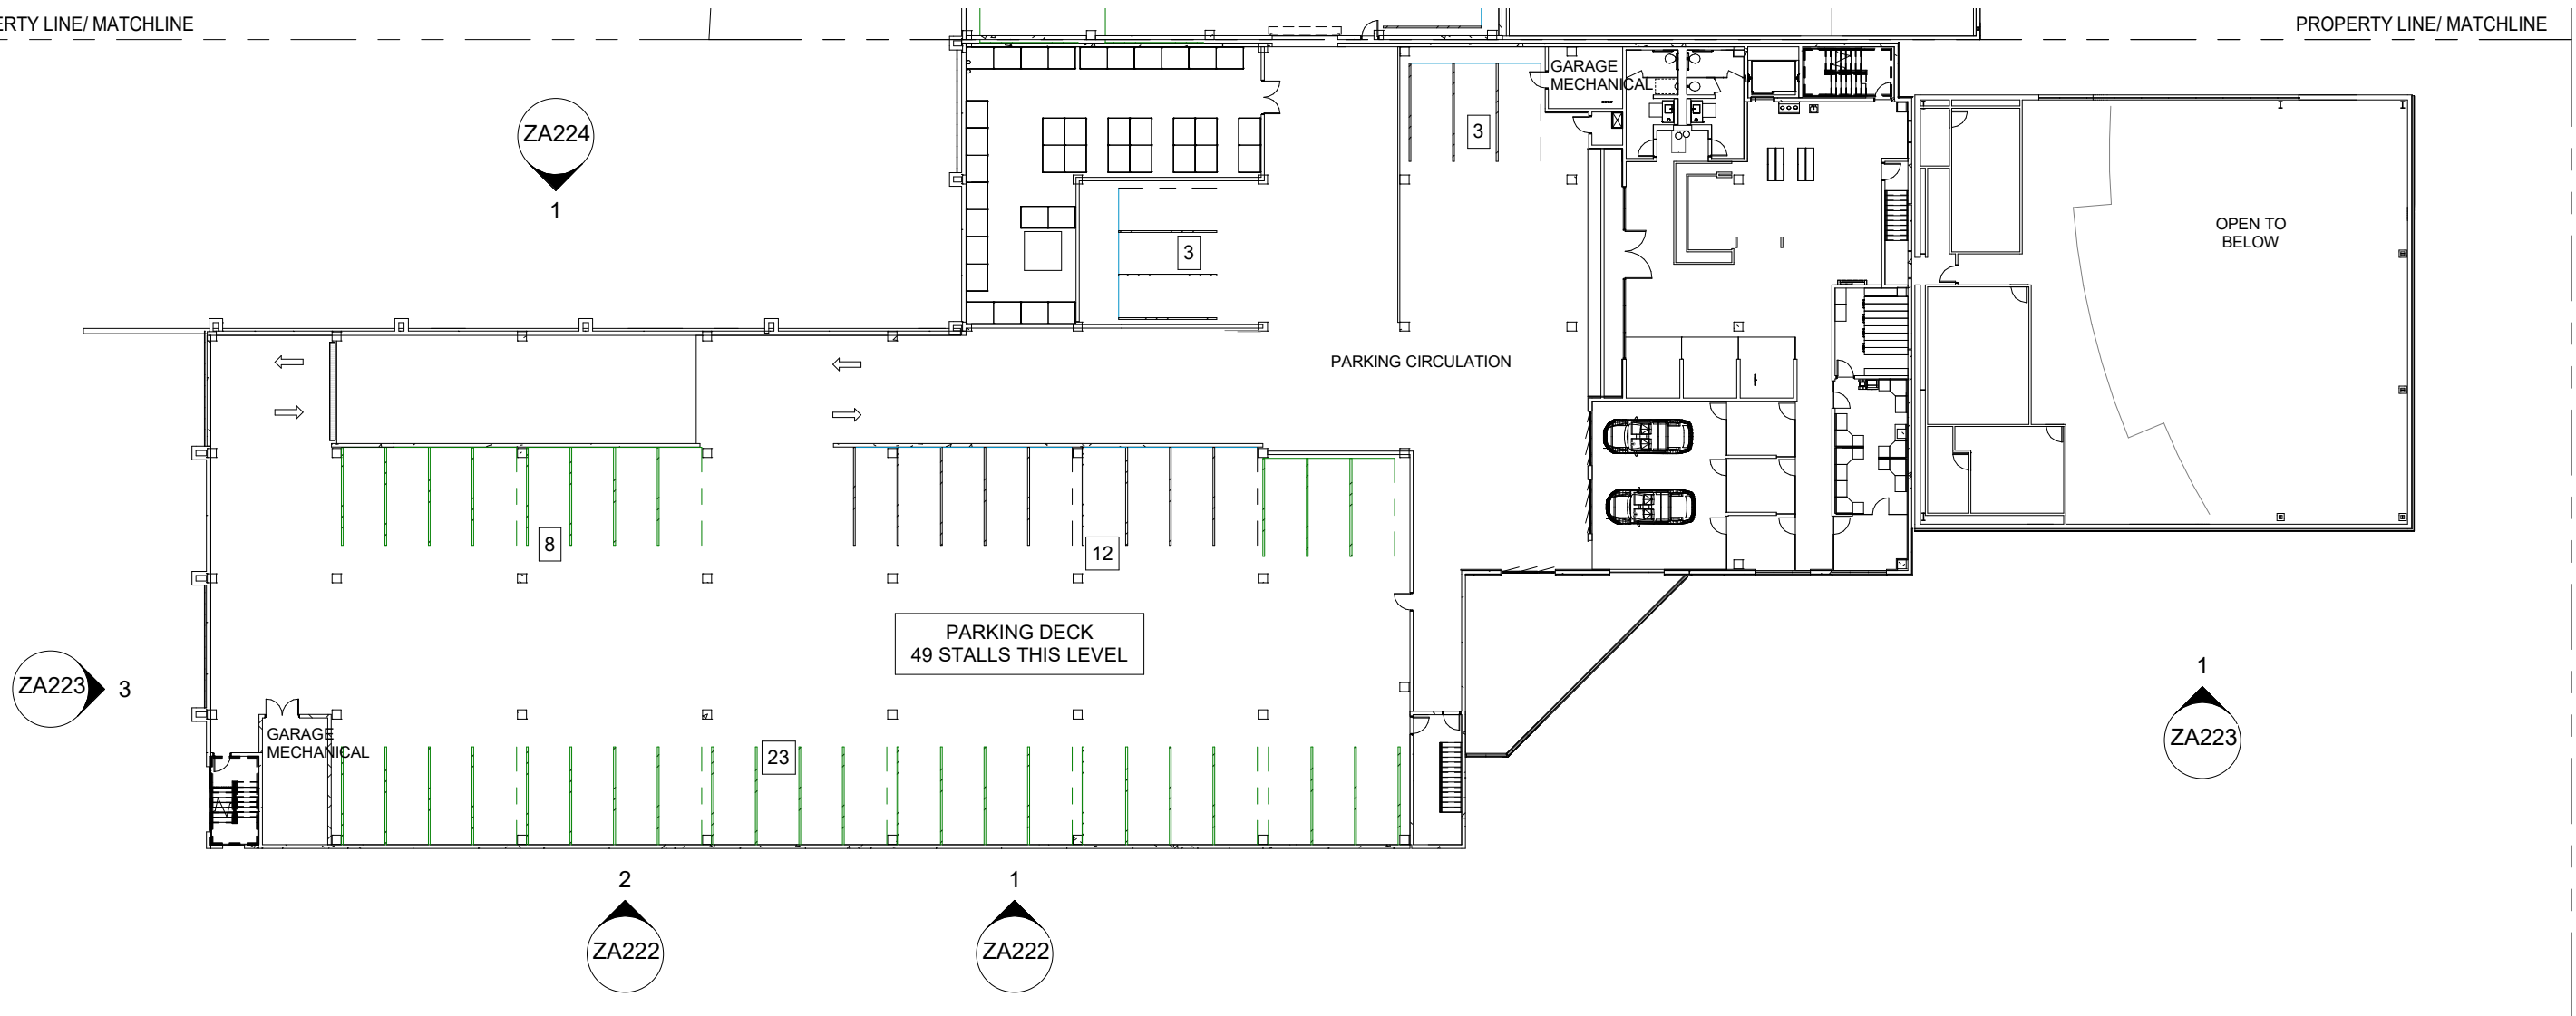 ERTY LINE/ MATCHLINE
PROPERTY LINE/ MATCHLINE
GARAGE
MECHANICAL
ZA224
1
3
3
OPEN TO
BELOW
PARKING CIRCULATION
8
12
PARKING DECK
49 STALLS THIS LEVEL
ZA223
3
1
ZA223
GARAGE
MECHANICAL
23
2
ZA222
1
ZA222